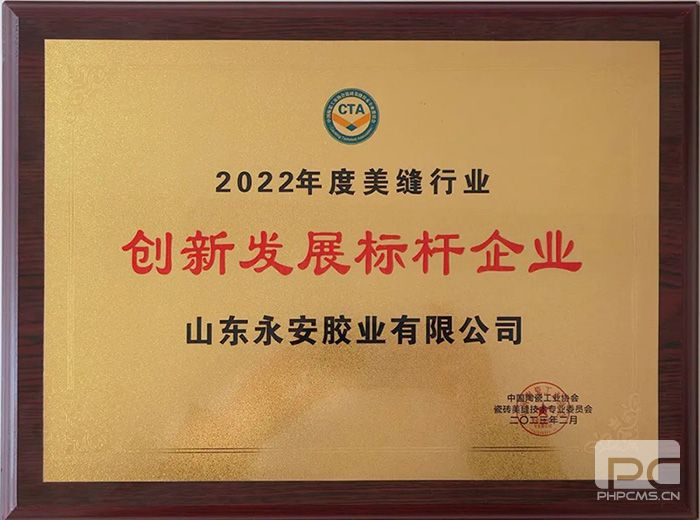 CTA
2022年度美缝行业
创新发展标杆企业
山东永安胶业有限公司
中国陶瓷工业协会
瓷砖美缝技术专业委员会
二〇二三年二月
PC
PHPCMS.CN